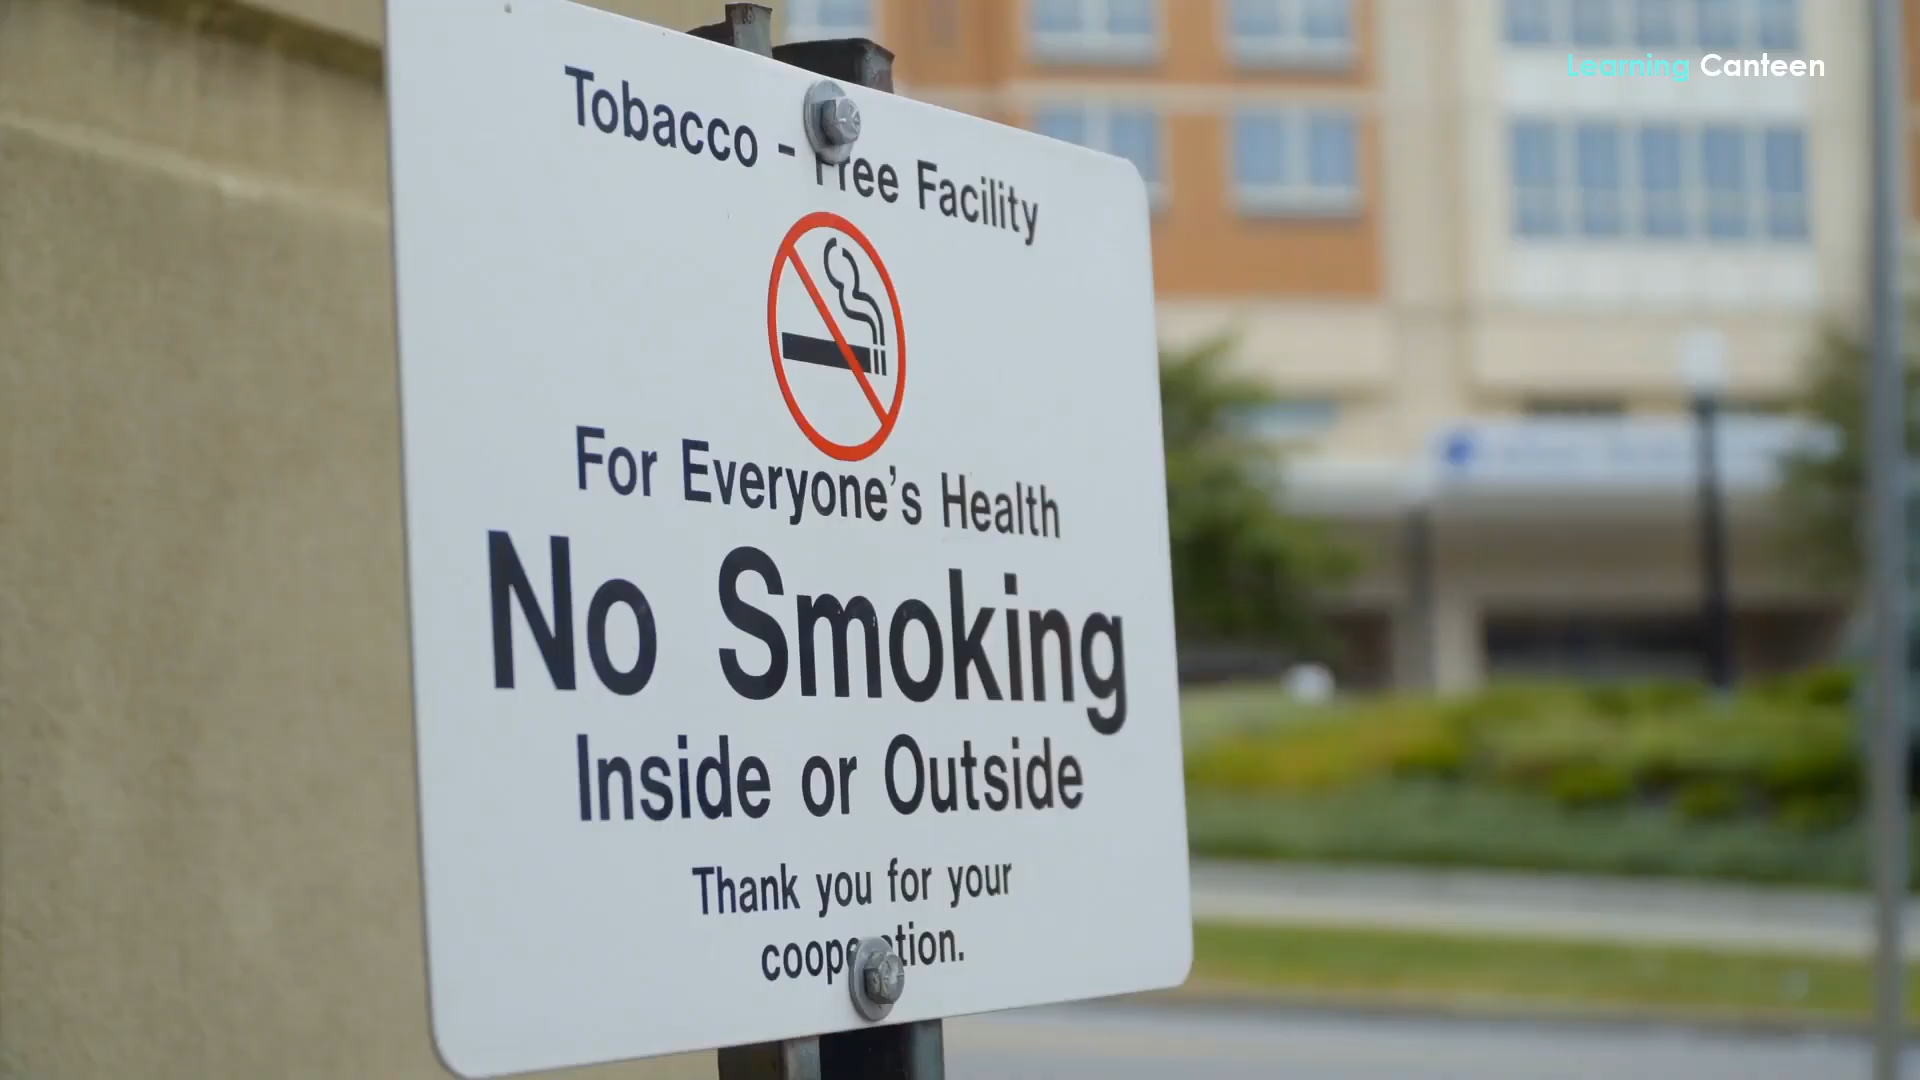 Learning Canteen
Tobacco - Free Facility
For Everyone's Health
No Smoking
Inside or Outside
Thank you for your
cooperation.